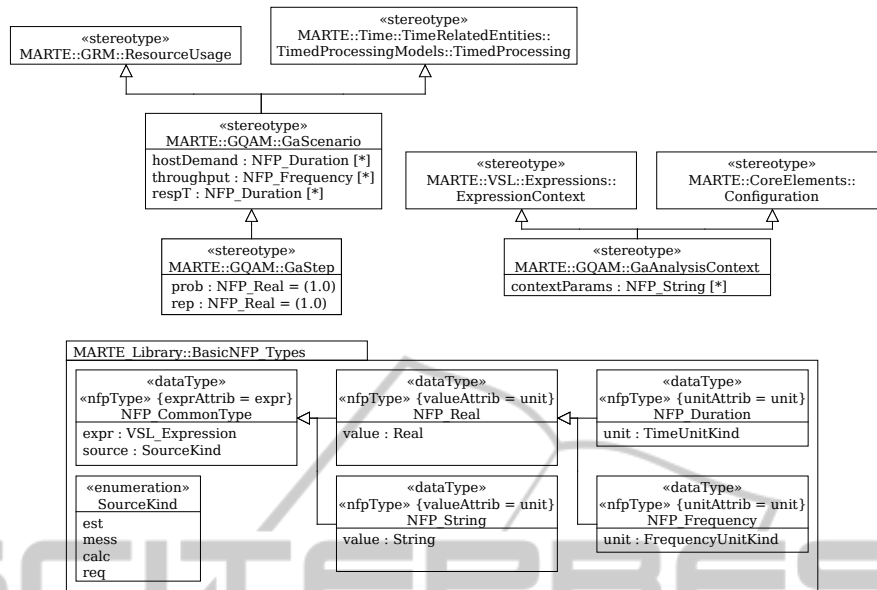 «stereotype»
MARTE::GRM::ResourceUsage
«stereotype»
MARTE::Time::TimeRelatedEntities::
TimedProcessingModels::TimedProcessing
«stereotype»
MARTE::GQAM::GaScenario
hostDemand : NFP_Duration [*]
throughput : NFP_Frequency [*]
respT : NFP_Duration [*]
«stereotype»
MARTE::VSL::Expressions::
ExpressionContext
«stereotype»
MARTE::CoreElements::
Configuration
«stereotype»
MARTE::GQAM::GaStep
prob : NFP_Real = (1.0)
rep : NFP_Real = (1.0)
«stereotype»
MARTE::GQAM::GaAnalysisContext
contextParams : NFP_String [*]
MARTE_Library::BasicNFP_Types
«dataType»
«nfpType» {exprAttrib = expr}
NFP_CommonType
expr : VSL_Expression
source : SourceKind
«dataType»
«nfpType» {valueAttrib = unit}
NFP_Real
value : Real
«dataType»
«nfpType» {unitAttrib = unit}
NFP_Duration
unit : TimeUnitKind
«enumeration»
SourceKind
est
mess
calc
req
«dataType»
«nfpType» {valueAttrib = unit}
NFP_String
value : String
«dataType»
«nfpType» {unitAttrib = unit}
NFP_Frequency
unit : FrequencyUnitKind